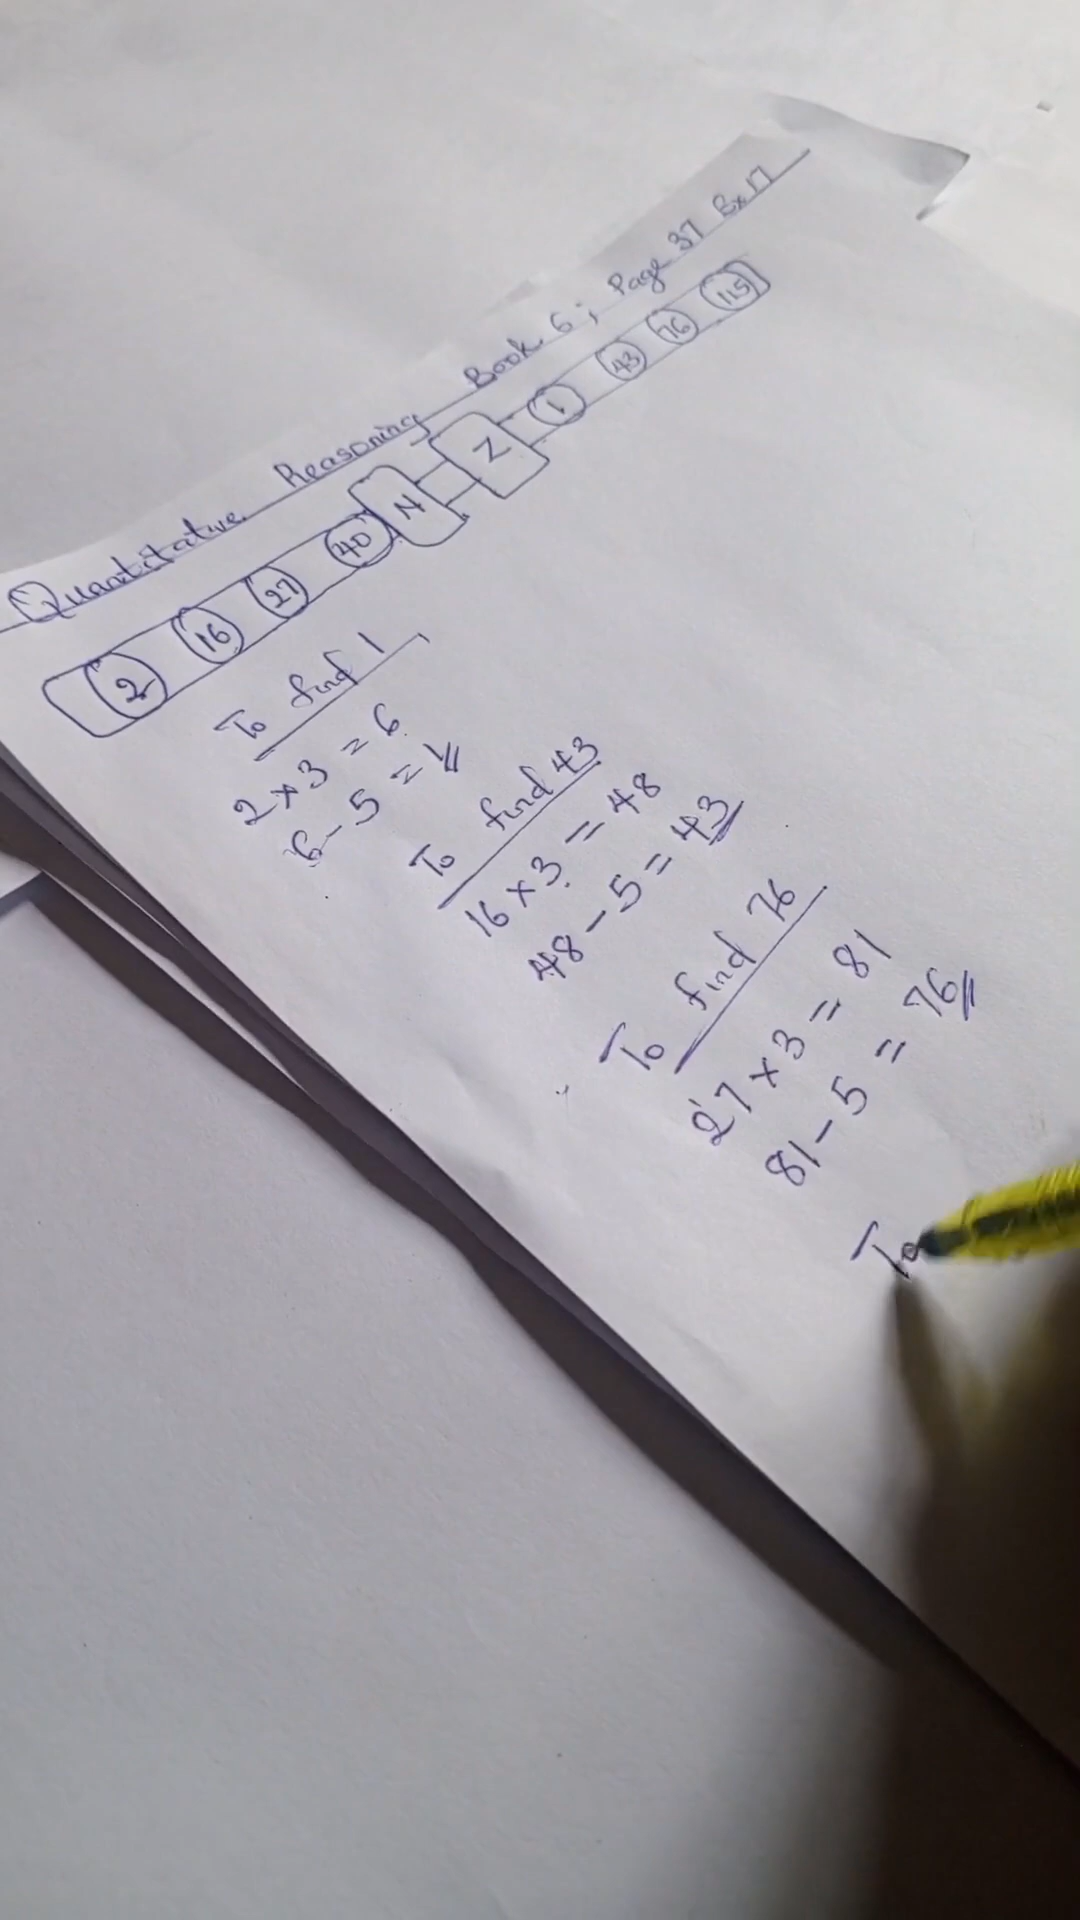 Quantitative Reasoning Book 6; Page 37 Ex 17
2 16 27 40 N Z 1 43 76 115
To find 1
2 × 3 = 6
6 - 5 = 1
To find 43
16 × 3 = 48
48 - 5 = 43
To find 76
27 × 3 = 81
81 - 5 = 76
To